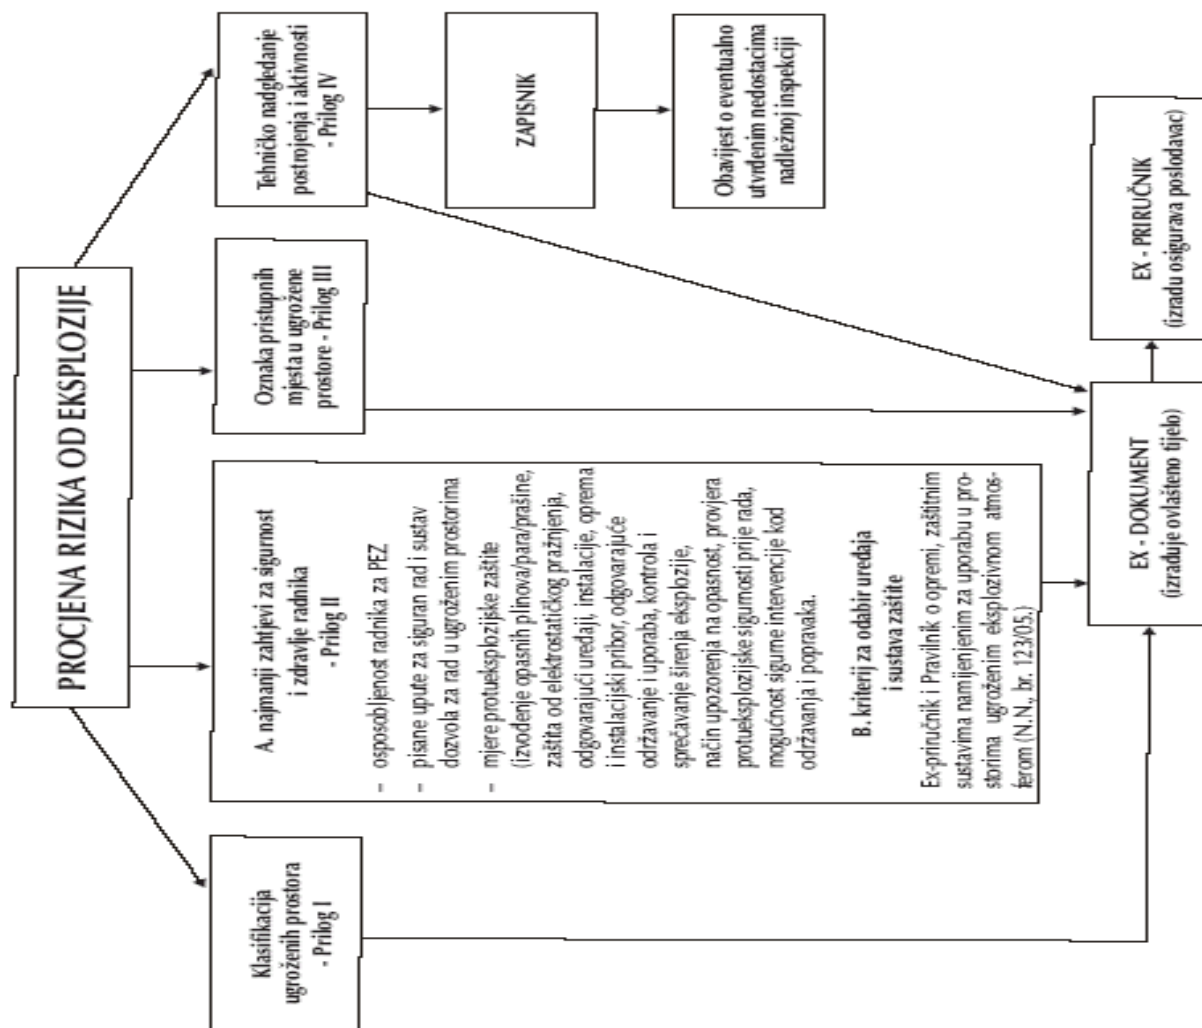 PROCJENA RIZIKA OD EKSPLOZIJE
Klasifikacija
ugroženih prostora
- Prilog I
A. najmanji zahtjevi za sigurnost
i zdravlje radnika
- Prilog II
– osposobljenost radnika za PEZ
– pisane upute za siguran rad i sustav
dozvola za rad u ugroženim prostorima
– mjere protueksplozijske zaštite
(izvođenje opasnih plinova/para/prašine,
zaštita od elektrostatičkog pražnjenja,
odgovarajući uređaji, instalacije, oprema
i instalacijski pribor, odgovarajuće
održavanje i uporaba, kontrola i
sprečavanje širenja eksplozije,
način upozorenja na opasnost, provjera
protueksplozijske sigurnosti prije rada,
mogućnost sigurne intervencije kod
održavanja i popravaka.
B. kriterij za odabir uređaja
i sustava zaštite
Ex-priručnik i Pravilnik o opremi, zaštitnim
sustavima namijenjenim za uporabu u pro-
storima ugroženim eksplozivnom atmos-
ferom (N.N., br. 123/05.)
Oznaka pristupnih
mjesta u ugrožene
prostore - Prilog III
Tehničko nadgledanje
postrojenja i aktivnosti
- Prilog IV
ZAPISNIK
Obavijest o eventualno
utvrđenim nedostacima
nadležnoj inspekciji
EX - DOKUMENT
(izrađuje ovlašteno tijelo)
EX - PRIRUČNIK
(izradu osigurava poslodavac)